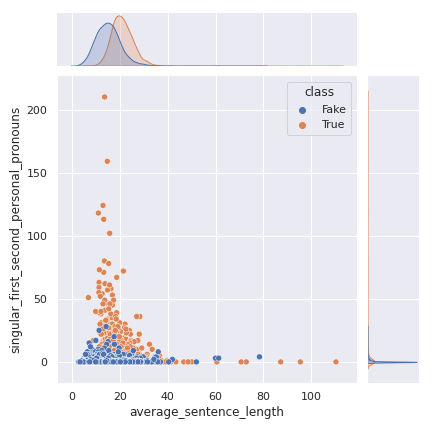 class
Fake
True
singular_first_second_personal_pronouns
200
150
100
50
0
0 20 40 60 80 100
average_sentence_length